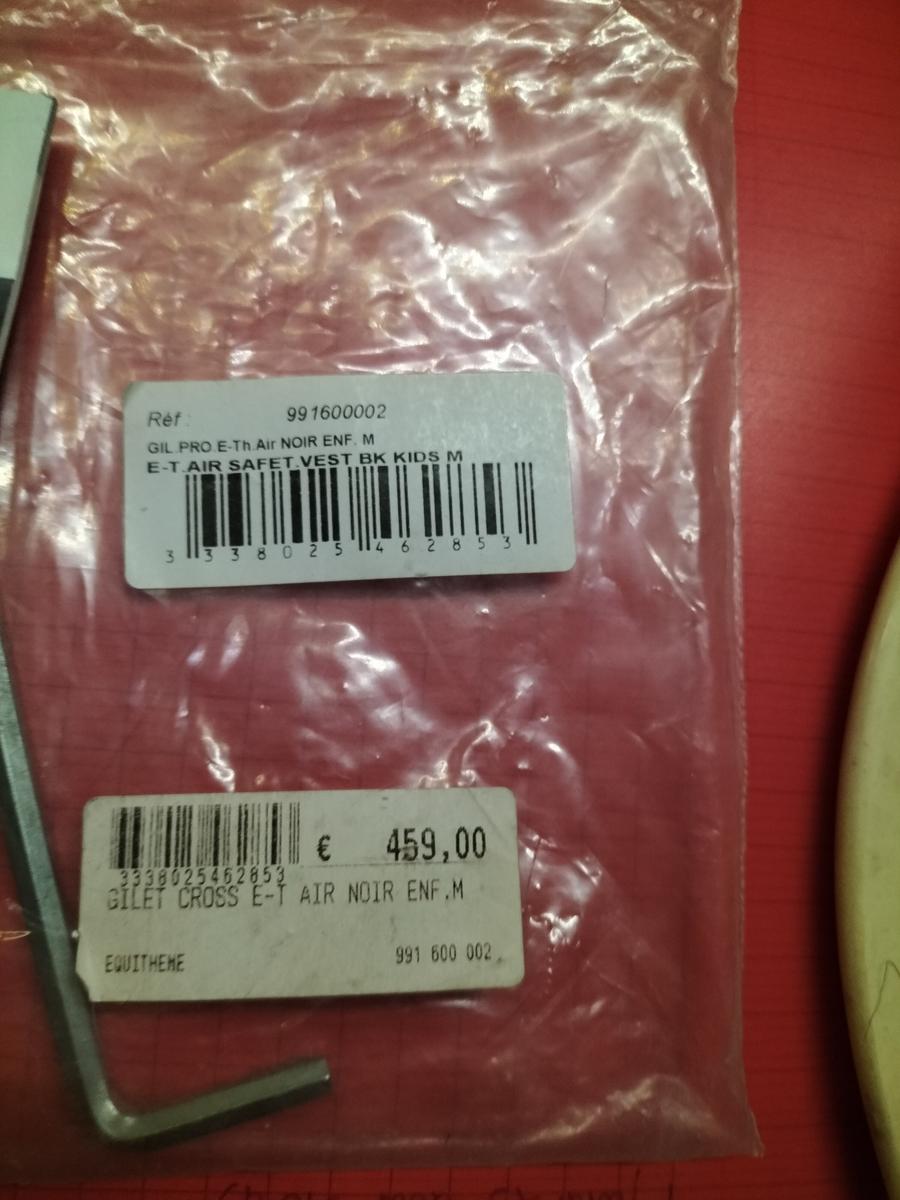 Réf : 991600002
GIL.PRO E-Th.Air NOIR ENF. M
E-T.AIR SAFET.VEST BK KIDS M
3 338025 462853
€ 459,00
3338025462853
GILET CROSS E-T AIR NOIR ENF.M
EQUITHEME 991 600 002